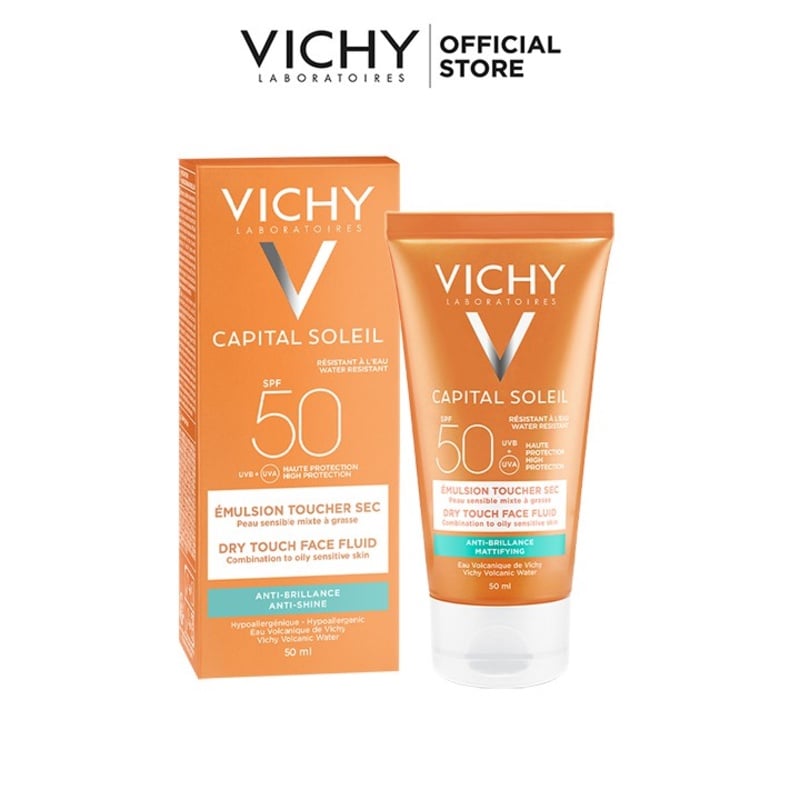 VICHY
LABORATOIRES
OFFICIAL
STORE
VICHY
LABORATOIRES
CAPITAL SOLEIL
RÉSISTANT À L'EAU
WATER RESISTANT
SPF
50
UVB + UVA
HAUTE PROTECTION
HIGH PROTECTION
ÉMULSION TOUCHER SEC
Peau sensible mixte à grasse
DRY TOUCH FACE FLUID
Combination to oily sensitive skin
ANTI-BRILLANCE
ANTI-SHINE
Hypoallergénique - Hypoallergenic
Eau Volcanique de Vichy
Vichy Volcanic Water
50 ml
VICHY
LABORATOIRES
CAPITAL SOLEIL
RÉSISTANT À L'EAU
WATER RESISTANT
SPF
50
UVB
+
UVA
HAUTE
PROTECTION
HIGH
PROTECTION
ÉMULSION TOUCHER SEC
Peau sensible mixte à grasse
DRY TOUCH FACE FLUID
Combination to oily sensitive skin
ANTI-BRILLANCE
MATTIFYING
Eau Volcanique de Vichy
Vichy Volcanic Water
50 ml